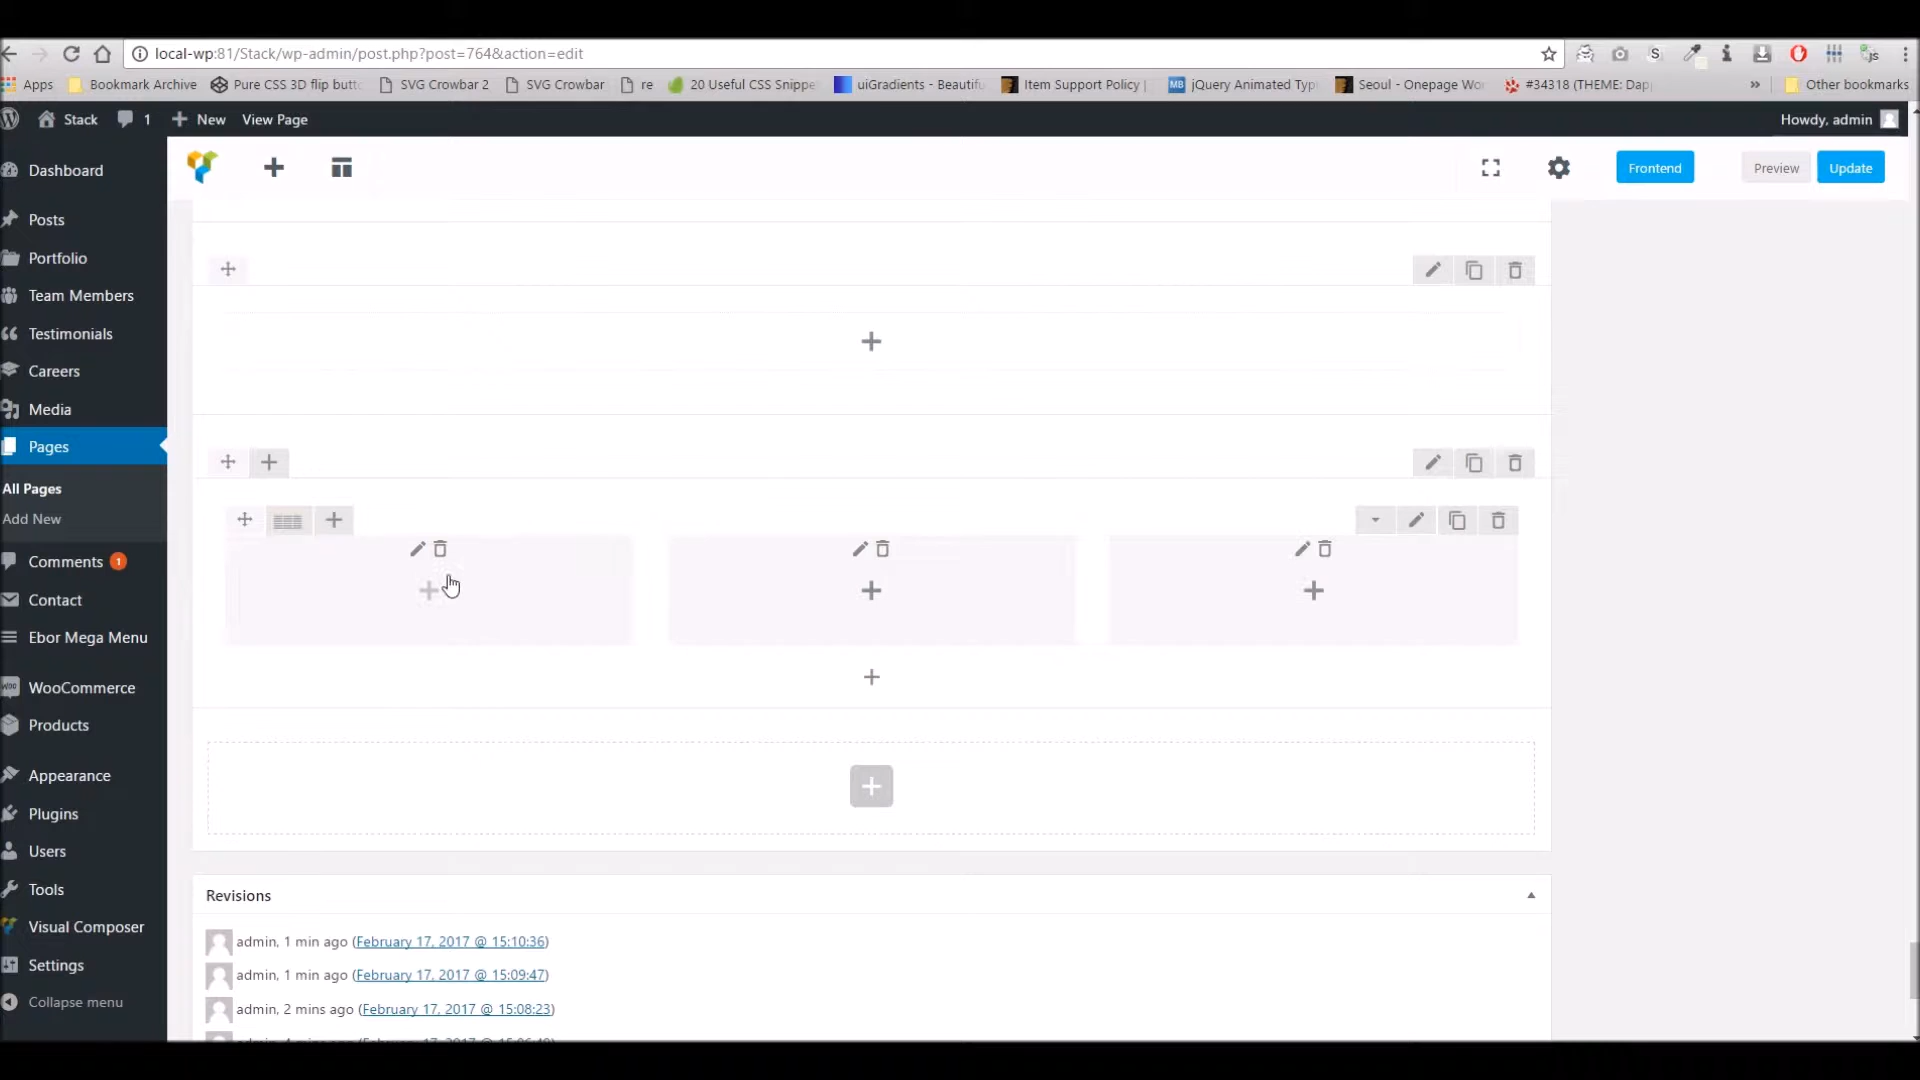 local-wp:81/Stack/wp-admin/post.php?post=764&action=edit
Apps Bookmark Archive Pure CSS 3D flip butt SVG Crowbar 2 SVG Crowbar re 20 Useful CSS Snippe uiGradients - Beautifu Item Support Policy | MB jQuery Animated Typi Seoul - Onepage Wo #34318 (THEME: Dap » Other bookmarks
Stack 1 New View Page Howdy, admin
Dashboard
Frontend Preview Update
Posts
Portfolio
Team Members
Testimonials
Careers
Media
Pages
All Pages
Add New
Comments 1
Contact
Ebor Mega Menu
WooCommerce
Products
Appearance
Plugins
Users
Tools
Visual Composer
Settings
Collapse menu
Revisions
admin, 1 min ago (February 17, 2017 @ 15:10:36)
admin, 1 min ago (February 17, 2017 @ 15:09:47)
admin, 2 mins ago (February 17, 2017 @ 15:08:23)